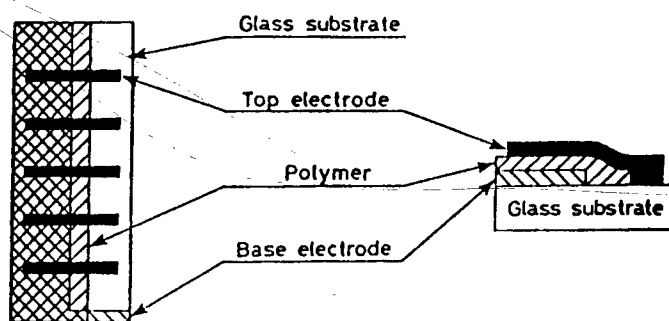 Glass substrate
Top electrode
Polymer
Base electrode
Glass substrate